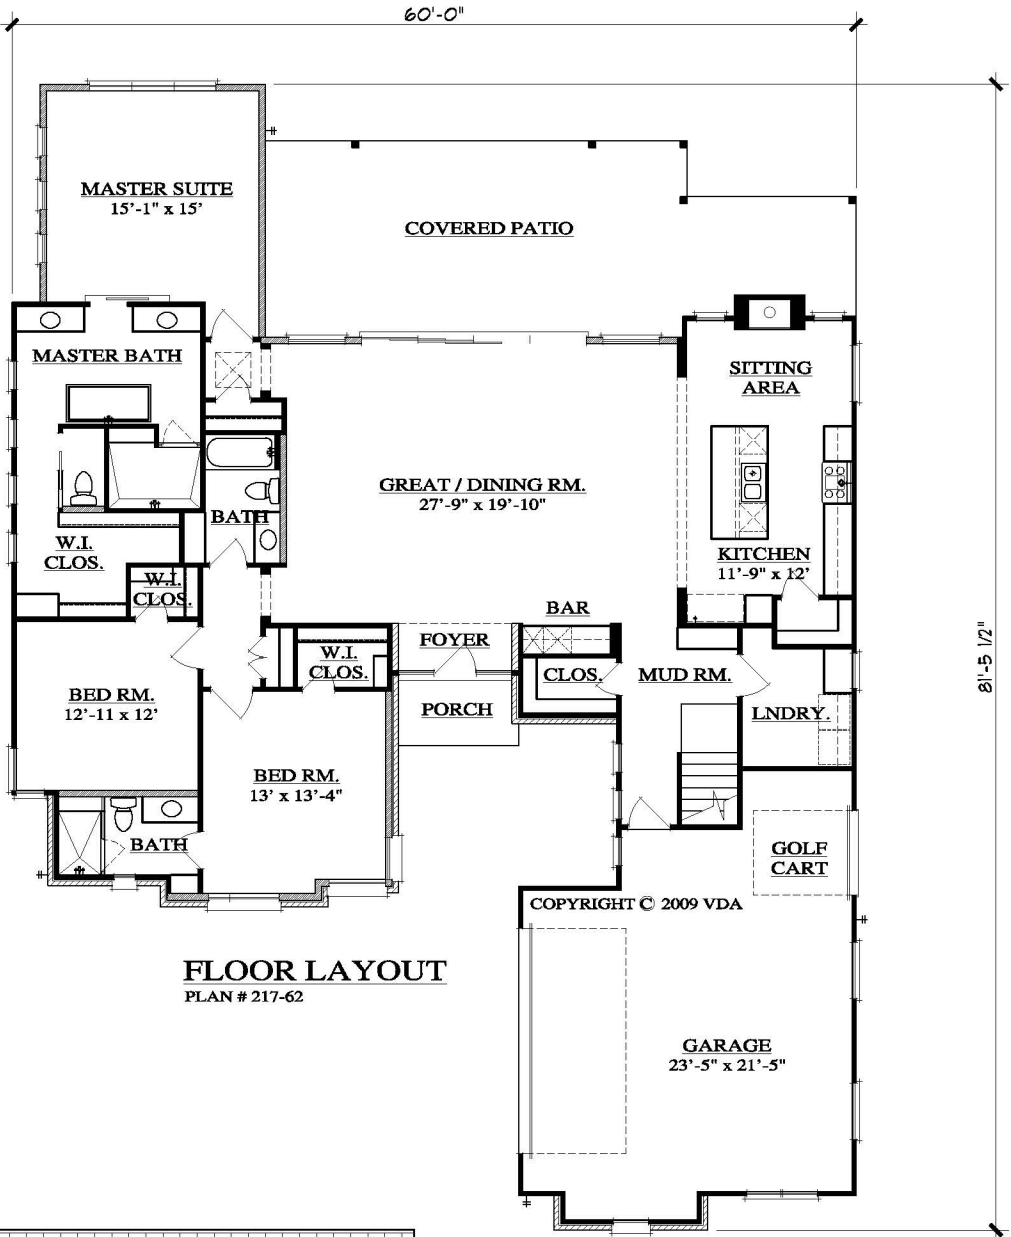 60'-0"
MASTER SUITE
15'-1" x 15'
COVERED PATIO
MASTER BATH
SITTING
AREA
GREAT / DINING RM.
27'-9" x 19'-10"
BATH
W.I.
CLOS.
KITCHEN
11'-9" x 12'
W.I.
CLOS.
BAR
FOYER
W.I.
CLOS.
CLOS.
MUD RM.
81'-5 1/2"
BED RM.
12'-11 x 12'
PORCH
LNDRY.
BED RM.
13' x 13'-4"
BATH
GOLF
CART
COPYRIGHT © 2009 VDA
FLOOR LAYOUT
PLAN # 217-62
GARAGE
23'-5" x 21'-5"